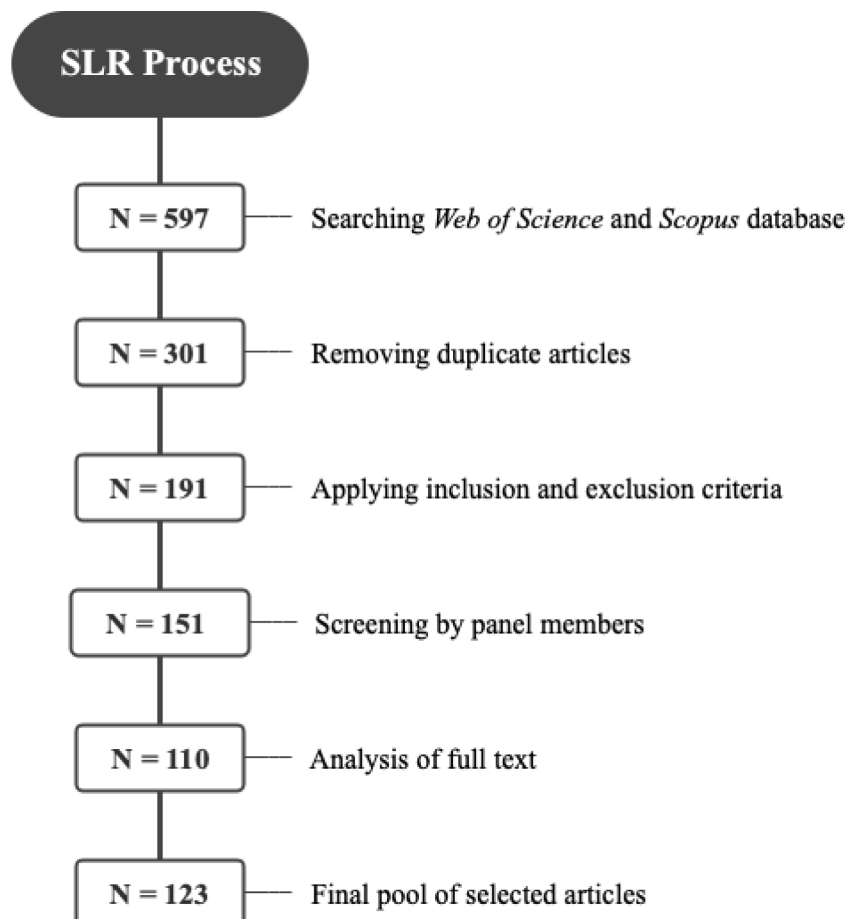 SLR Process
N = 597
Searching Web of Science and Scopus database
N = 301
Removing duplicate articles
N = 191
Applying inclusion and exclusion criteria
N = 151
Screening by panel members
N = 110
Analysis of full text
N = 123
Final pool of selected articles